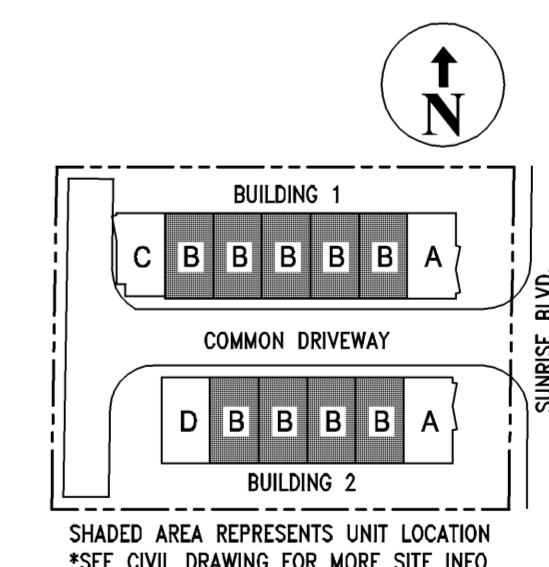 N
BUILDING 1
C B B B B B A
COMMON DRIVEWAY
SUNRISE BLVD.
D B B B B A
BUILDING 2
SHADED AREA REPRESENTS UNIT LOCATION
*SEE CIVIL DRAWING FOR MORE SITE INFO